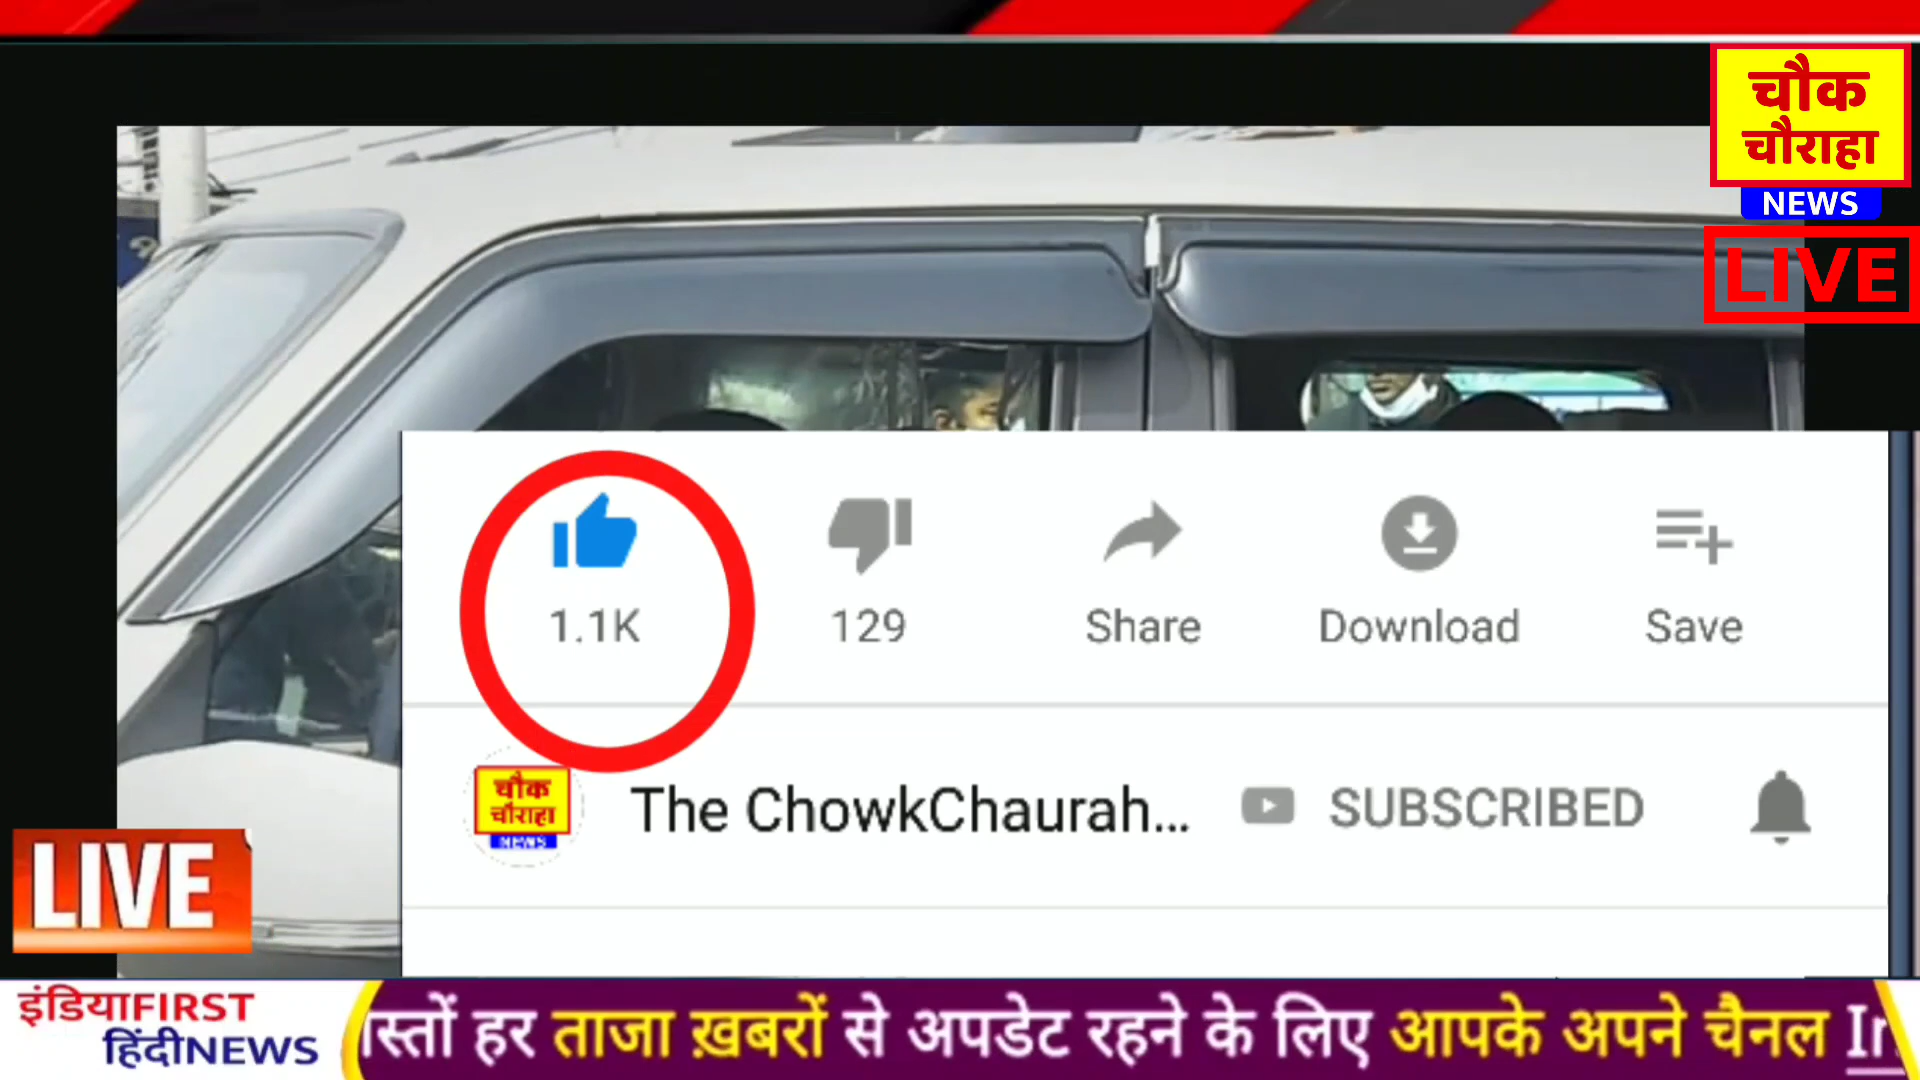 चौक
चौराहा
NEWS
LIVE
1.1K
129
Share
Download
Save
चौक
चौराहा
NEWS
The ChowkChaurah...
SUBSCRIBED
LIVE
इंडियाFIRST
हिंदीNEWS
हर ताजा ख़बरों से अपडेट रहने के लिए आपके अपने चैनल